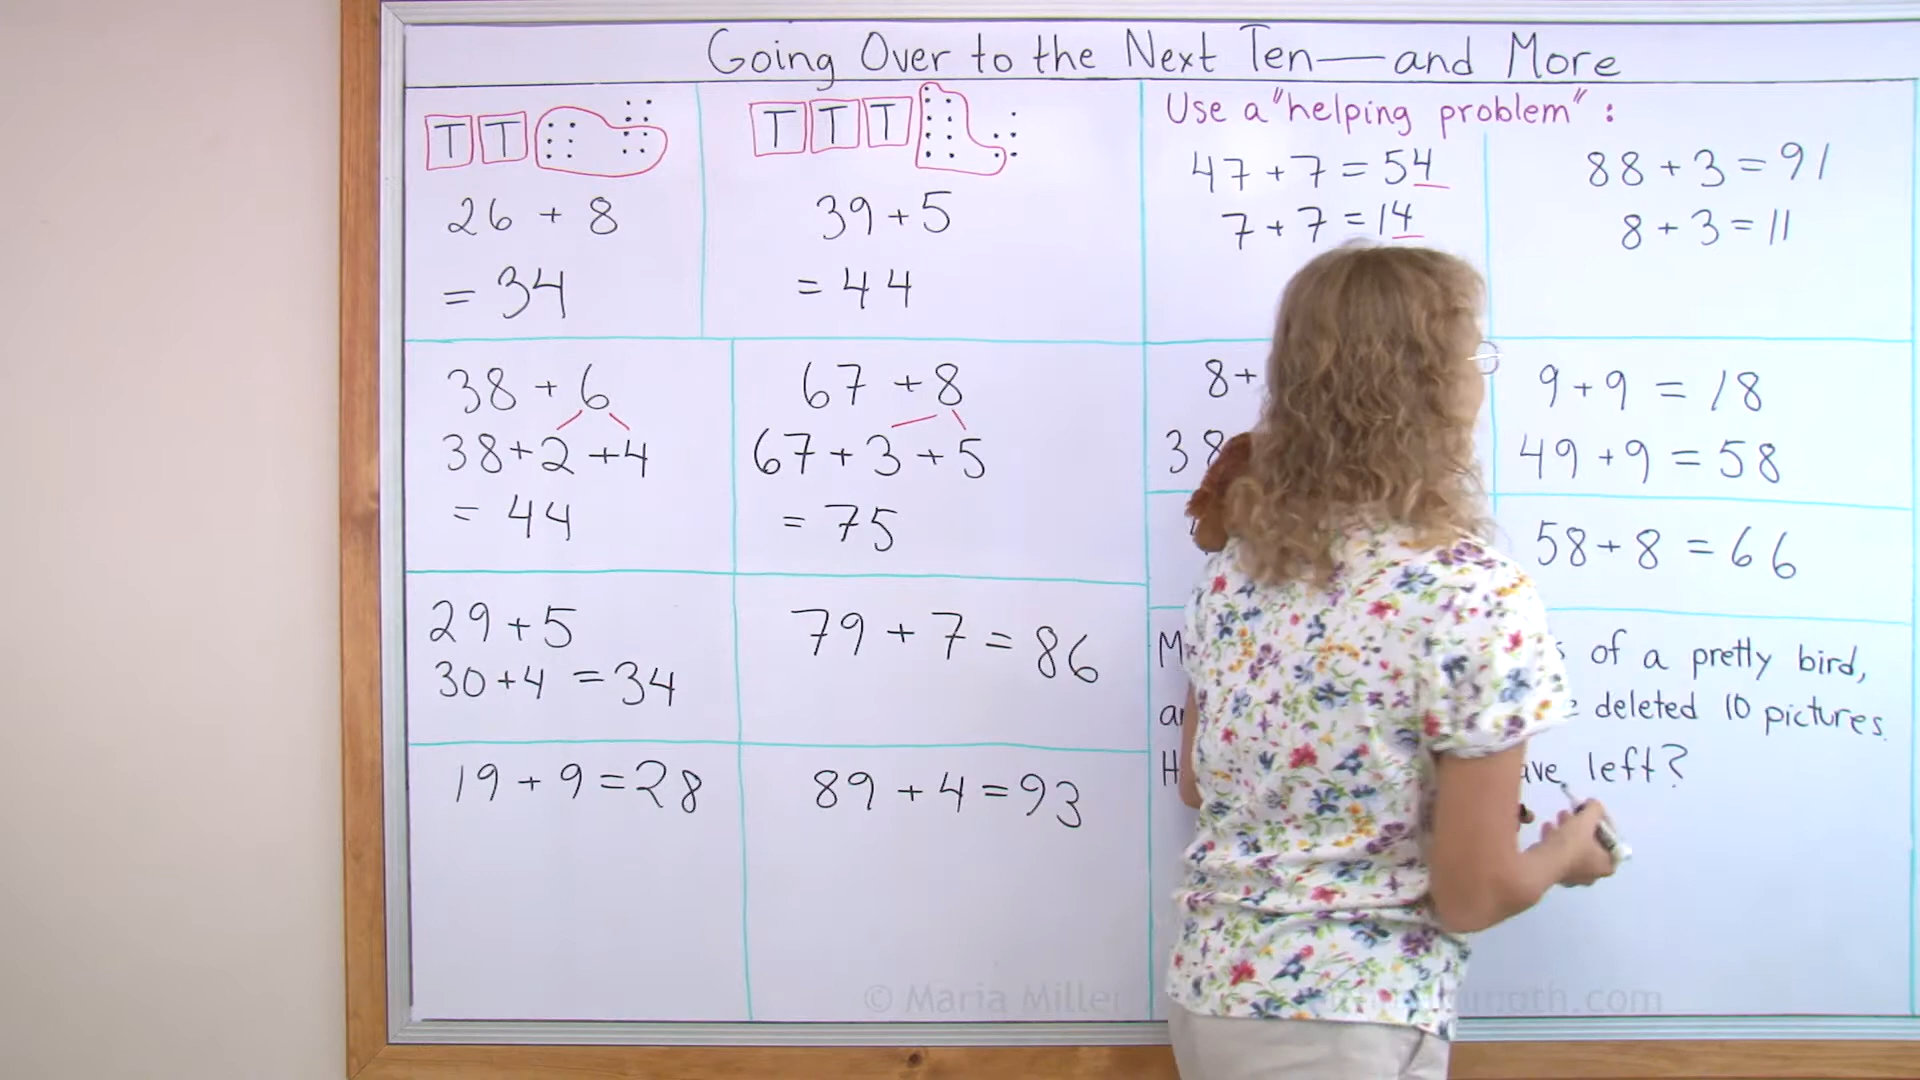 Going Over to the Next Ten—and More
T T
26 + 8
= 34
T T T
39 + 5
= 44
Use a "helping problem" :
47 + 7 = 54
7 + 7 = 14
88 + 3 = 91
8 + 3 = 11
38 + 6
38 + 2 + 4
= 44
67 + 8
67 + 3 + 5
= 75
8 +
38
9 + 9 = 18
49 + 9 = 58
58 + 8 = 66
29 + 5
30 + 4 = 34
79 + 7 = 86
of a pretty bird,
deleted 10 pictures.
left?
19 + 9 = 28
89 + 4 = 93
© Maria Miller